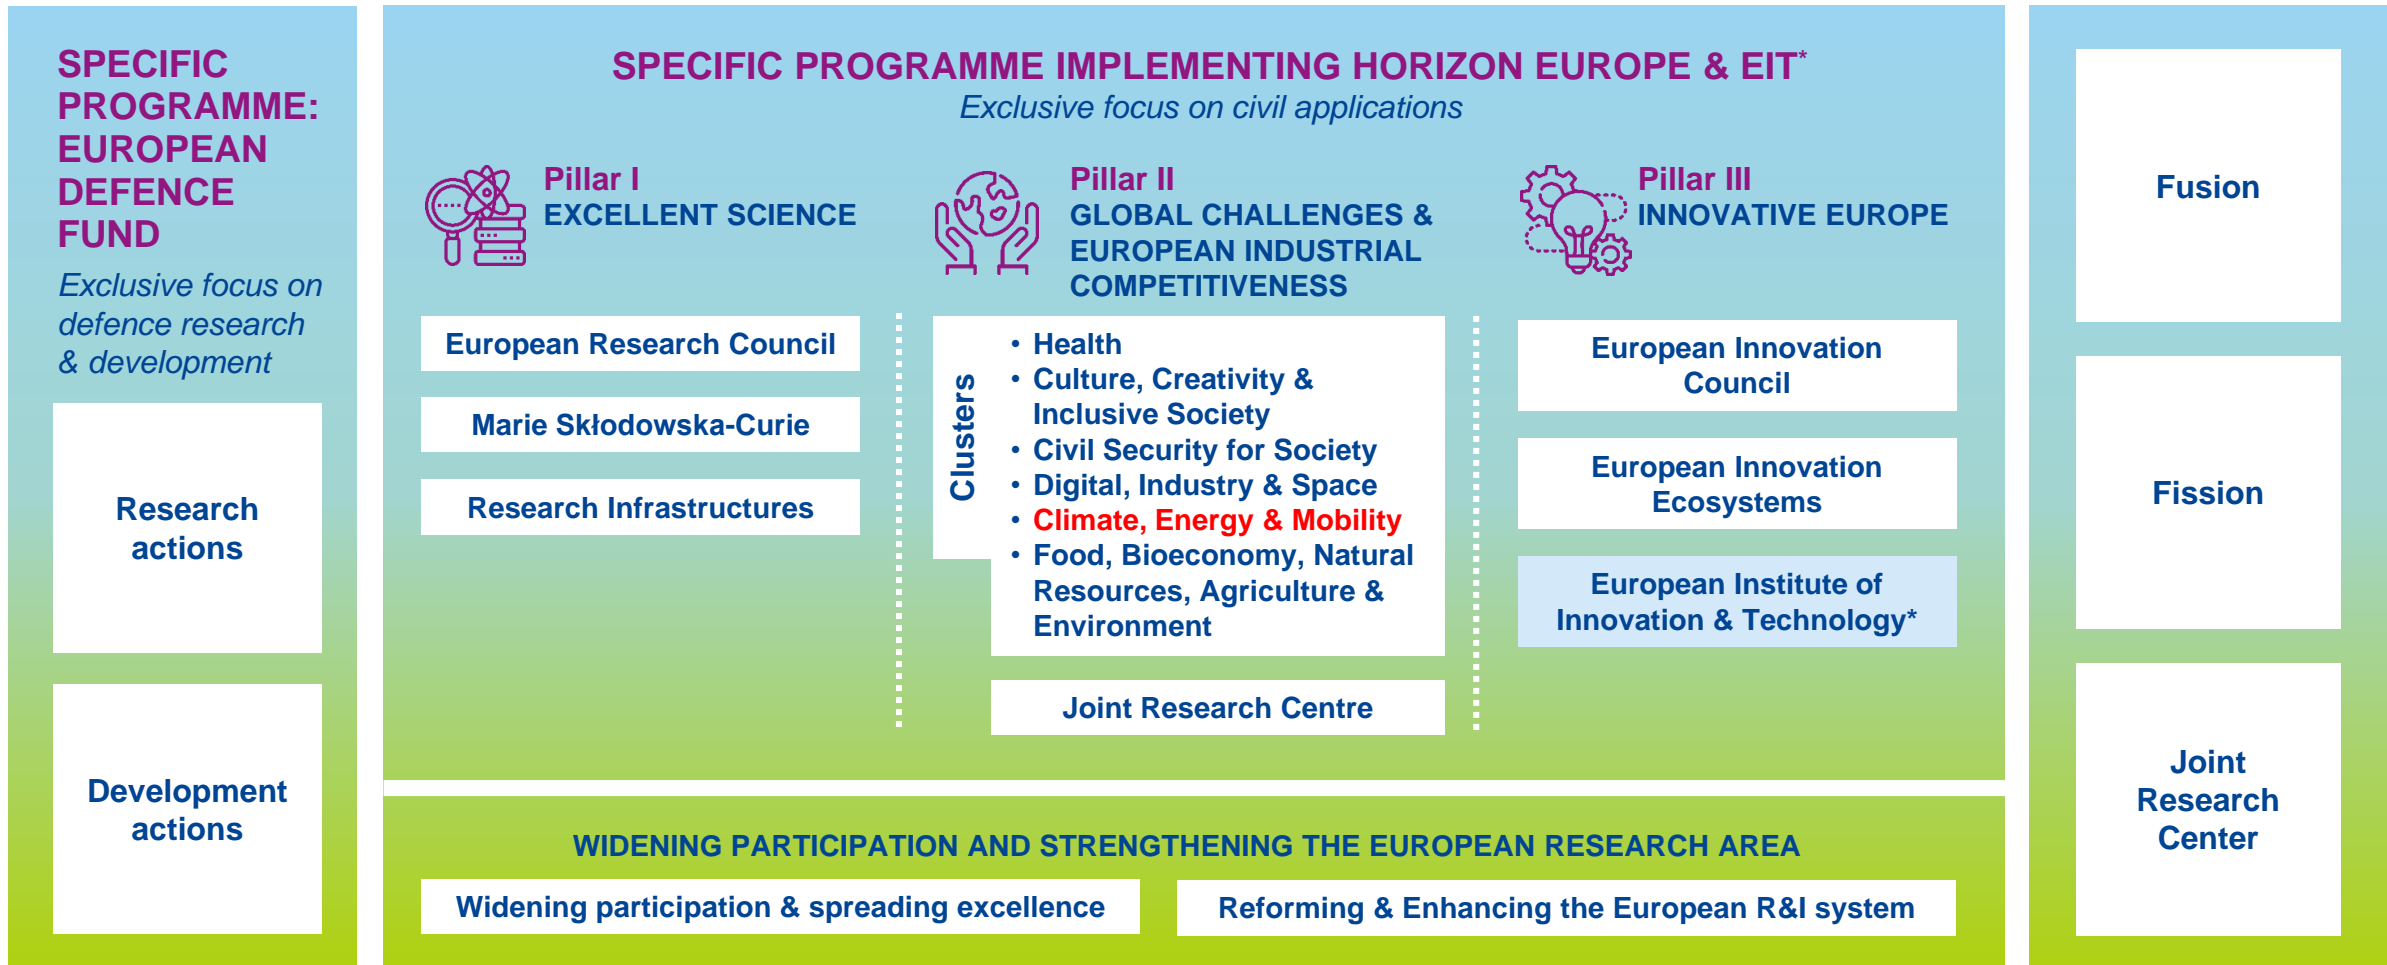 SPECIFIC
PROGRAMME:
EUROPEAN
DEFENCE
FUND
Exclusive focus on
defence research
& development
Research
actions
Development
actions
SPECIFIC PROGRAMME IMPLEMENTING HORIZON EUROPE & EIT*
Exclusive focus on civil applications
Pillar I
EXCELLENT SCIENCE
European Research Council
Marie Skłodowska-Curie
Research Infrastructures
Pillar II
GLOBAL CHALLENGES &
EUROPEAN INDUSTRIAL
COMPETITIVENESS
Clusters
• Health
• Culture, Creativity &
Inclusive Society
• Civil Security for Society
• Digital, Industry & Space
• Climate, Energy & Mobility
• Food, Bioeconomy, Natural
Resources, Agriculture &
Environment
Joint Research Centre
Pillar III
INNOVATIVE EUROPE
European Innovation
Council
European Innovation
Ecosystems
European Institute of
Innovation & Technology*
WIDENING PARTICIPATION AND STRENGTHENING THE EUROPEAN RESEARCH AREA
Widening participation & spreading excellence
Reforming & Enhancing the European R&I system
Fusion
Fission
Joint
Research
Center